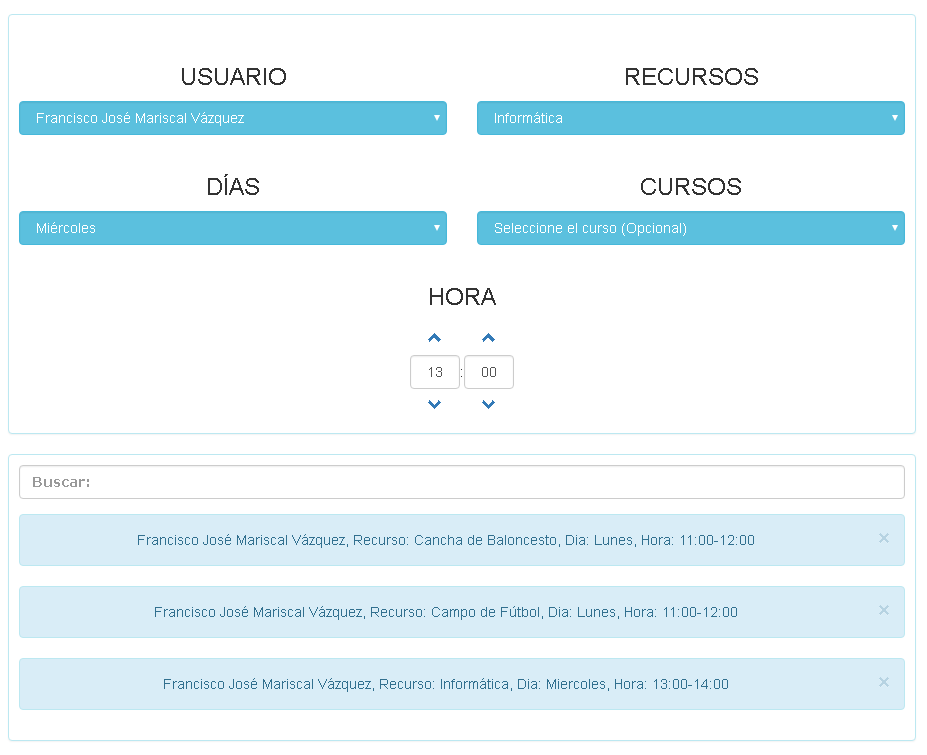 USUARIO
RECURSOS
Francisco José Mariscal Vázquez
Informática
DÍAS
CURSOS
Miércoles
Seleccione el curso (Opcional)
HORA
13 : 00
Buscar:
Francisco José Mariscal Vázquez, Recurso: Cancha de Baloncesto, Dia: Lunes, Hora: 11:00-12:00 ×
Francisco José Mariscal Vázquez, Recurso: Campo de Fútbol, Dia: Lunes, Hora: 11:00-12:00 ×
Francisco José Mariscal Vázquez, Recurso: Informática, Dia: Miercoles, Hora: 13:00-14:00 ×